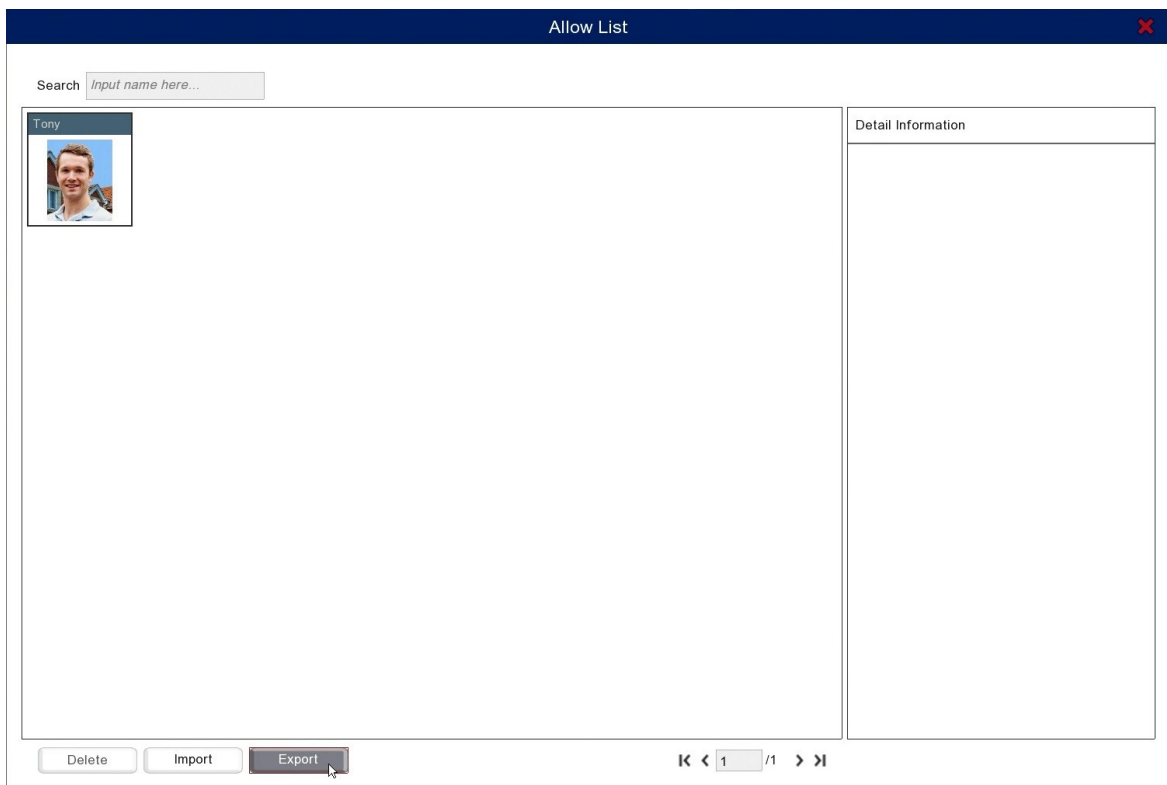 Allow List
Search Input name here...
Tony
Detail Information
Delete Import Export
1 /1